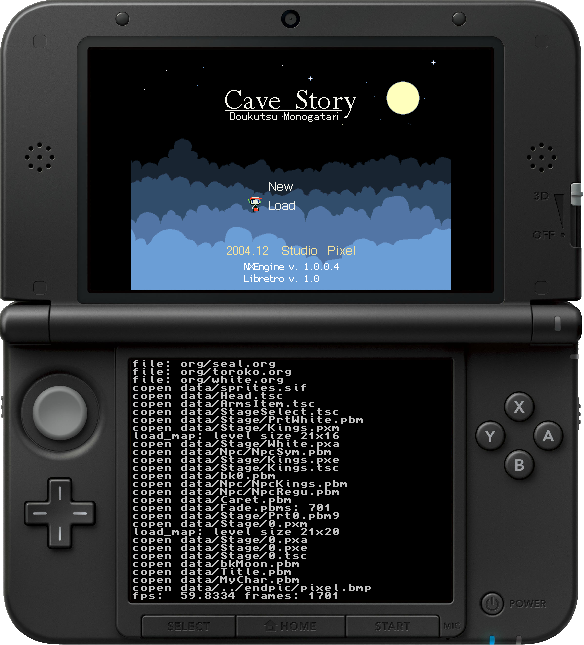 Cave Story
Doukutsu Monogatari
New
Load
2004.12 Studio Pixel
NXEngine v. 1.0.0.4
Libretro v. 1.0
3D
OFF
file: org/seal.org
file: org/toroko.org
file: org/white.org
copen data/sprites.sif
copen data/Head.tsc
copen data/ArmsItem.tsc
copen data/StageSelect.tsc
copen data/Stage/PrtWhite.pbm
copen data/Stage/Kings.pxm
load_map: level size 21x16
copen data/Stage/White.pxa
copen data/Npc/NpcSym.pbm
copen data/Stage/Kings.pxe
copen data/Stage/Kings.tsc
copen data/bk0.pbm
copen data/Npc/NpcKings.pbm
copen data/Npc/NpcRegu.pbm
copen data/Caret.pbm
copen data/Fade.pbms: 701
copen data/Stage/Prt0.pbm9
copen data/Stage/0.pxm
load_map: level size 21x20
copen data/Stage/0.pxa
copen data/Stage/0.pxe
copen data/Stage/0.tsc
copen data/bkMoon.pbm
copen data/Title.pbm
copen data/MyChar.pbm
copen data/./endpic/pixel.bmp
fps: 59.8334 frames: 1701
X
Y
A
B
POWER
SELECT
HOME
START
MIC